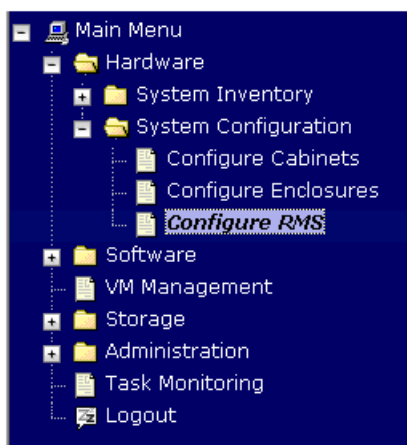 Main Menu
Hardware
System Inventory
System Configuration
Configure Cabinets
Configure Enclosures
Configure RMS
Software
VM Management
Storage
Administration
Task Monitoring
Logout